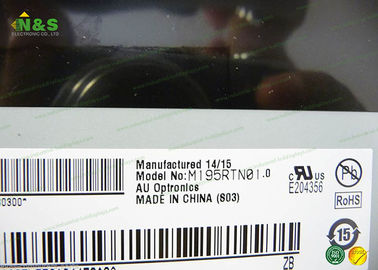 N&S
ELECTRONIC CO., LTD
Manufactured 14/15
Model No: M195RTN01.0
AU Optronics
MADE IN CHINA (S03)
c US
E204356
RoHS
15
ZB